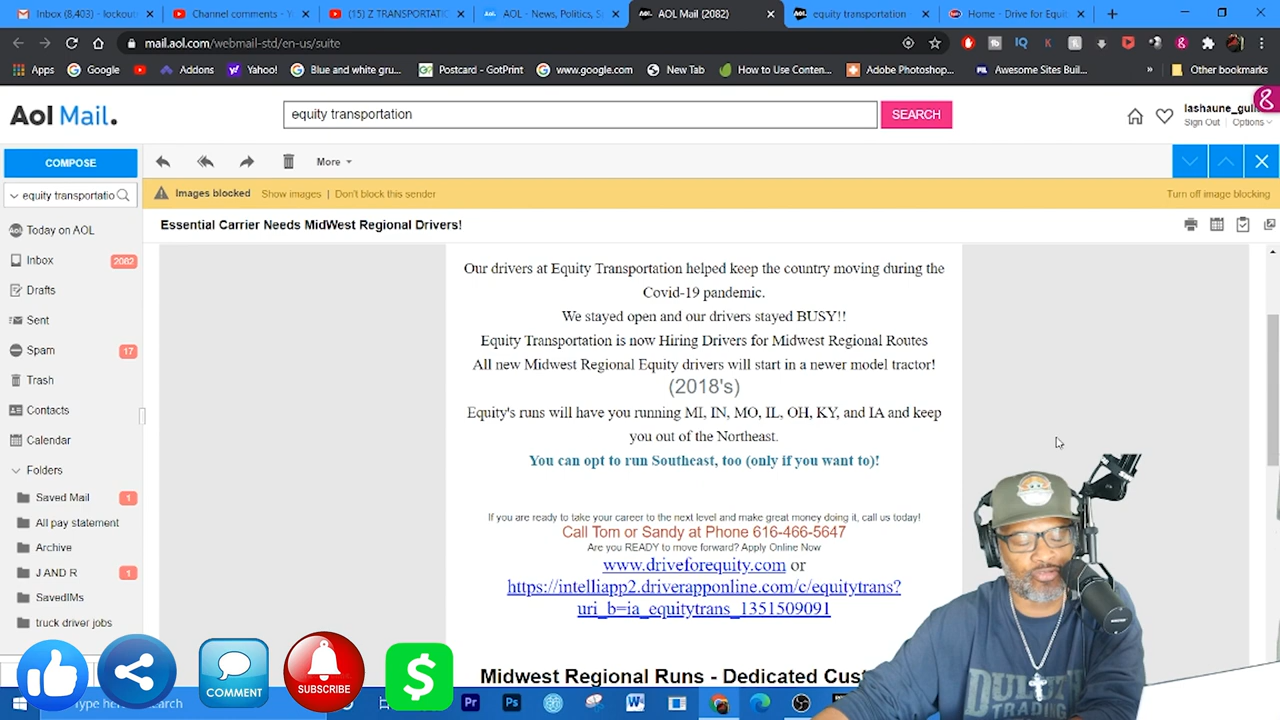 Inbox (8,403) - lockout
Channel comments - Y
(15) Z TRANSPORTATIO
AOL - News, Politics, S
AOL Mail (2082)
equity transportation
Home - Drive for Equit
mail.aol.com/webmail-std/en-us/suite
Apps
Google
Addons
Yahoo!
Blue and white gru...
Postcard - GotPrint
www.google.com
New Tab
How to Use Conten...
Adobe Photoshop...
Awesome Sites Buil...
Other bookmarks
Aol Mail.
equity transportation
SEARCH
Sign Out
Options
COMPOSE
More
equity transportatio
Images blocked
Show images | Don't block this sender
Turn off image blocking
Today on AOL
Inbox 2082
Drafts
Sent
Spam 17
Trash
Contacts
Calendar
Folders
Saved Mail 1
All pay statement
Archive
J AND R 1
SavedIMs
truck driver jobs
Essential Carrier Needs MidWest Regional Drivers!
Our drivers at Equity Transportation helped keep the country moving during the
Covid-19 pandemic.
We stayed open and our drivers stayed BUSY!!
Equity Transportation is now Hiring Drivers for Midwest Regional Routes
All new Midwest Regional Equity drivers will start in a newer model tractor!
(2018's)
Equity's runs will have you running MI, IN, MO, IL, OH, KY, and IA and keep
you out of the Northeast.
You can opt to run Southeast, too (only if you want to)!
If you are ready to take your career to the next level and make great money doing it, call us today!
Call Tom or Sandy at Phone 616-466-5647
Are you READY to move forward? Apply Online Now
www.driveforequity.com or
https://intelliapp2.driverapponline.com/c/equitytrans?
uri_b=ia_equitytrans_1351509091
Midwest Regional Runs - Dedicated Cust
COMMENT
SUBSCRIBE
$
DULUTH
TRADING